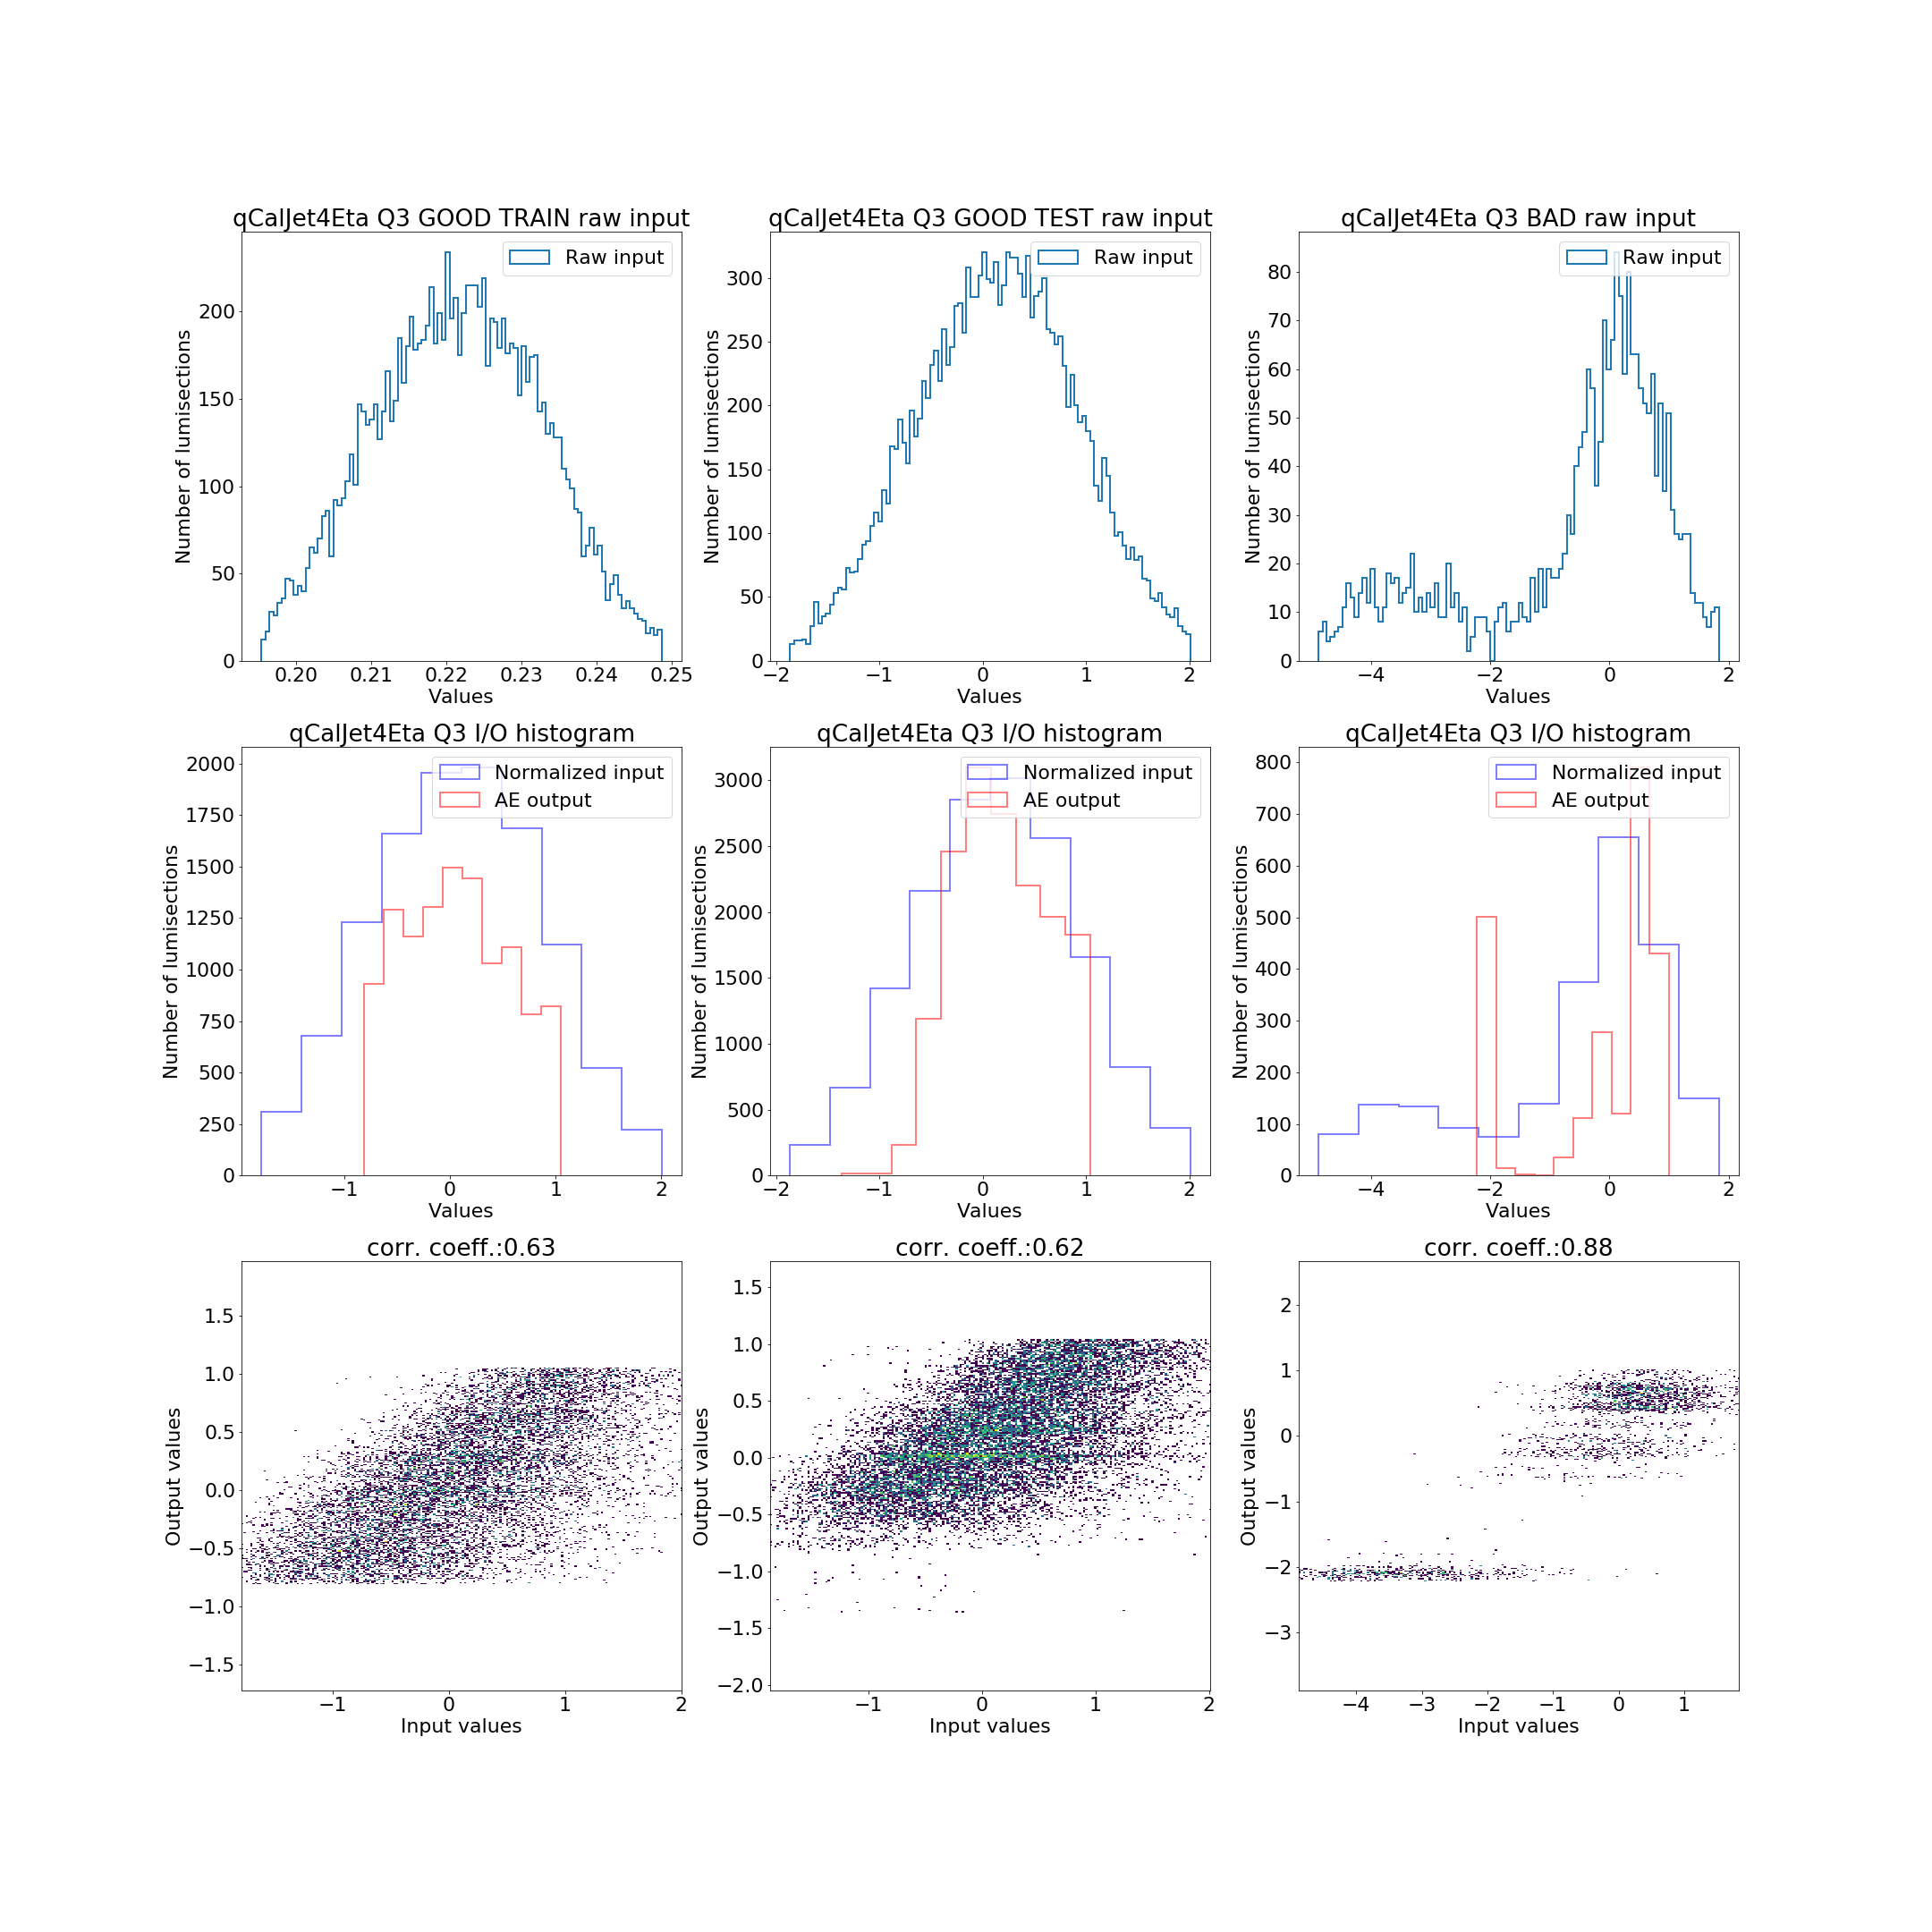 qCalJet4Eta Q3 GOOD TRAIN raw input
Raw input
Number of lumisections
0
50
100
150
200
0.20 0.21 0.22 0.23 0.24 0.25
Values
qCalJet4Eta Q3 GOOD TEST raw input
Raw input
Number of lumisections
0
50
100
150
200
250
300
−2 −1 0 1 2
Values
qCalJet4Eta Q3 BAD raw input
Raw input
Number of lumisections
0
10
20
30
40
50
60
70
80
−4 −2 0 2
Values
qCalJet4Eta Q3 I/O histogram
Normalized input
AE output
Number of lumisections
0
250
500
750
1000
1250
1500
1750
2000
−1 0 1 2
Values
qCalJet4Eta Q3 I/O histogram
Normalized input
AE output
Number of lumisections
0
500
1000
1500
2000
2500
3000
−2 −1 0 1 2
Values
qCalJet4Eta Q3 I/O histogram
Normalized input
AE output
Number of lumisections
0
100
200
300
400
500
600
700
800
−4 −2 0 2
Values
corr. coeff.:0.63
Output values
1.5
1.0
0.5
0.0
−0.5
−1.0
−1.5
−1 0 1 2
Input values
corr. coeff.:0.62
Output values
1.5
1.0
0.5
0.0
−0.5
−1.0
−1.5
−2.0
−1 0 1 2
Input values
corr. coeff.:0.88
Output values
2
1
0
−1
−2
−3
−4 −3 −2 −1 0 1
Input values